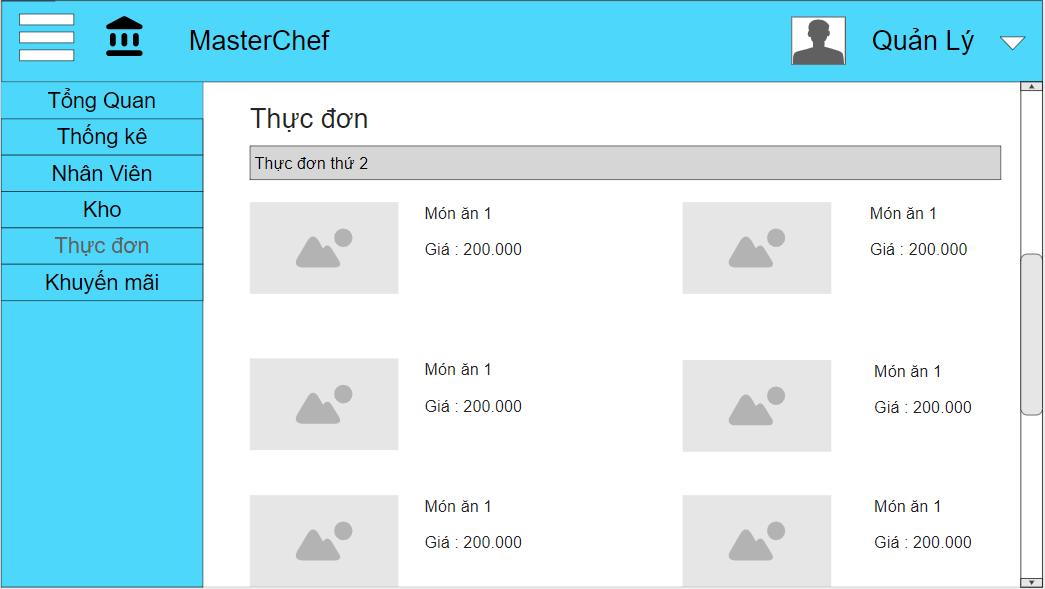 MasterChef
Quản Lý
Tổng Quan
Thống kê
Nhân Viên
Kho
Thực đơn
Khuyến mãi
Thực đơn
Thực đơn thứ 2
Món ăn 1
Giá : 200.000
Món ăn 1
Giá : 200.000
Món ăn 1
Giá : 200.000
Món ăn 1
Giá : 200.000
Món ăn 1
Giá : 200.000
Món ăn 1
Giá : 200.000